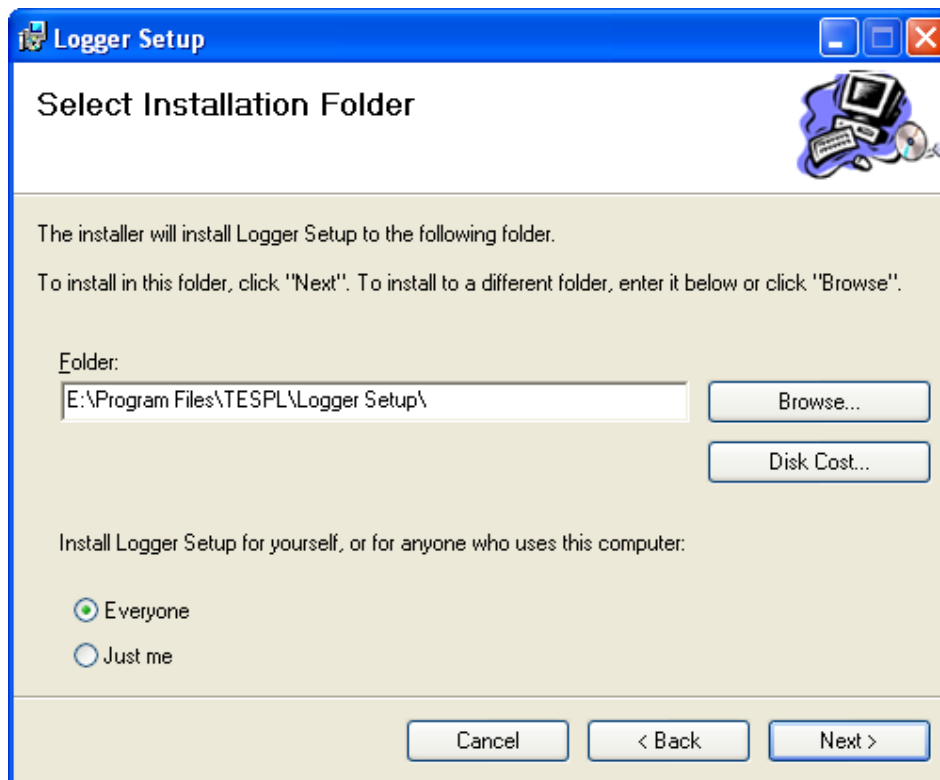 Logger Setup
Select Installation Folder
The installer will install Logger Setup to the following folder.
To install in this folder, click "Next". To install to a different folder, enter it below or click "Browse".
Folder:
E:\Program Files\TESPL\Logger Setup\
Browse...
Disk Cost...
Install Logger Setup for yourself, or for anyone who uses this computer:
Everyone
Just me
Cancel
< Back
Next >